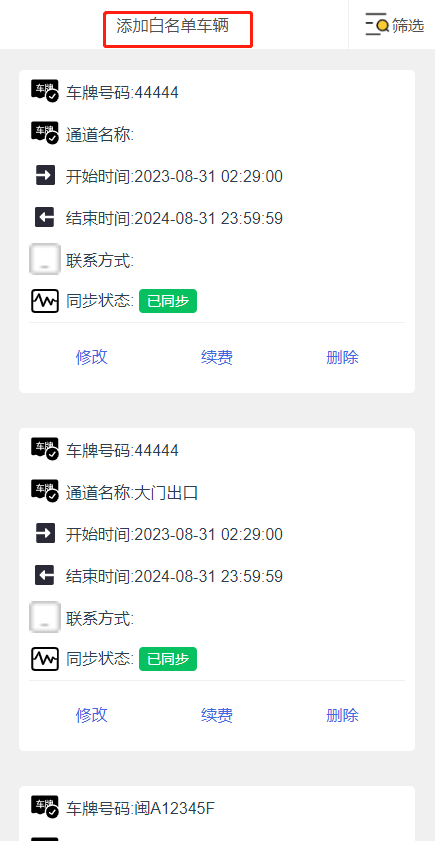 添加白名单车辆
筛选
车牌 车牌号码:44444
车牌 通道名称:
开始时间:2023-08-31 02:29:00
结束时间:2024-08-31 23:59:59
联系方式:
同步状态: 已同步
修改 续费 删除
车牌 车牌号码:44444
车牌 通道名称:大门出口
开始时间:2023-08-31 02:29:00
结束时间:2024-08-31 23:59:59
联系方式:
同步状态: 已同步
修改 续费 删除
车牌 车牌号码:闽A12345F